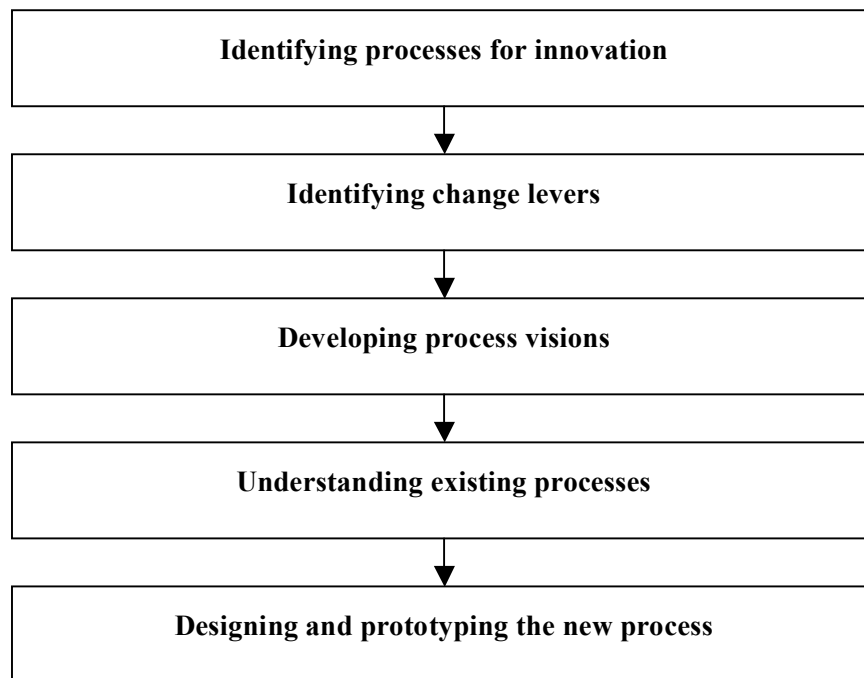 Identifying processes for innovation
Identifying change levers
Developing process visions
Understanding existing processes
Designing and prototyping the new process